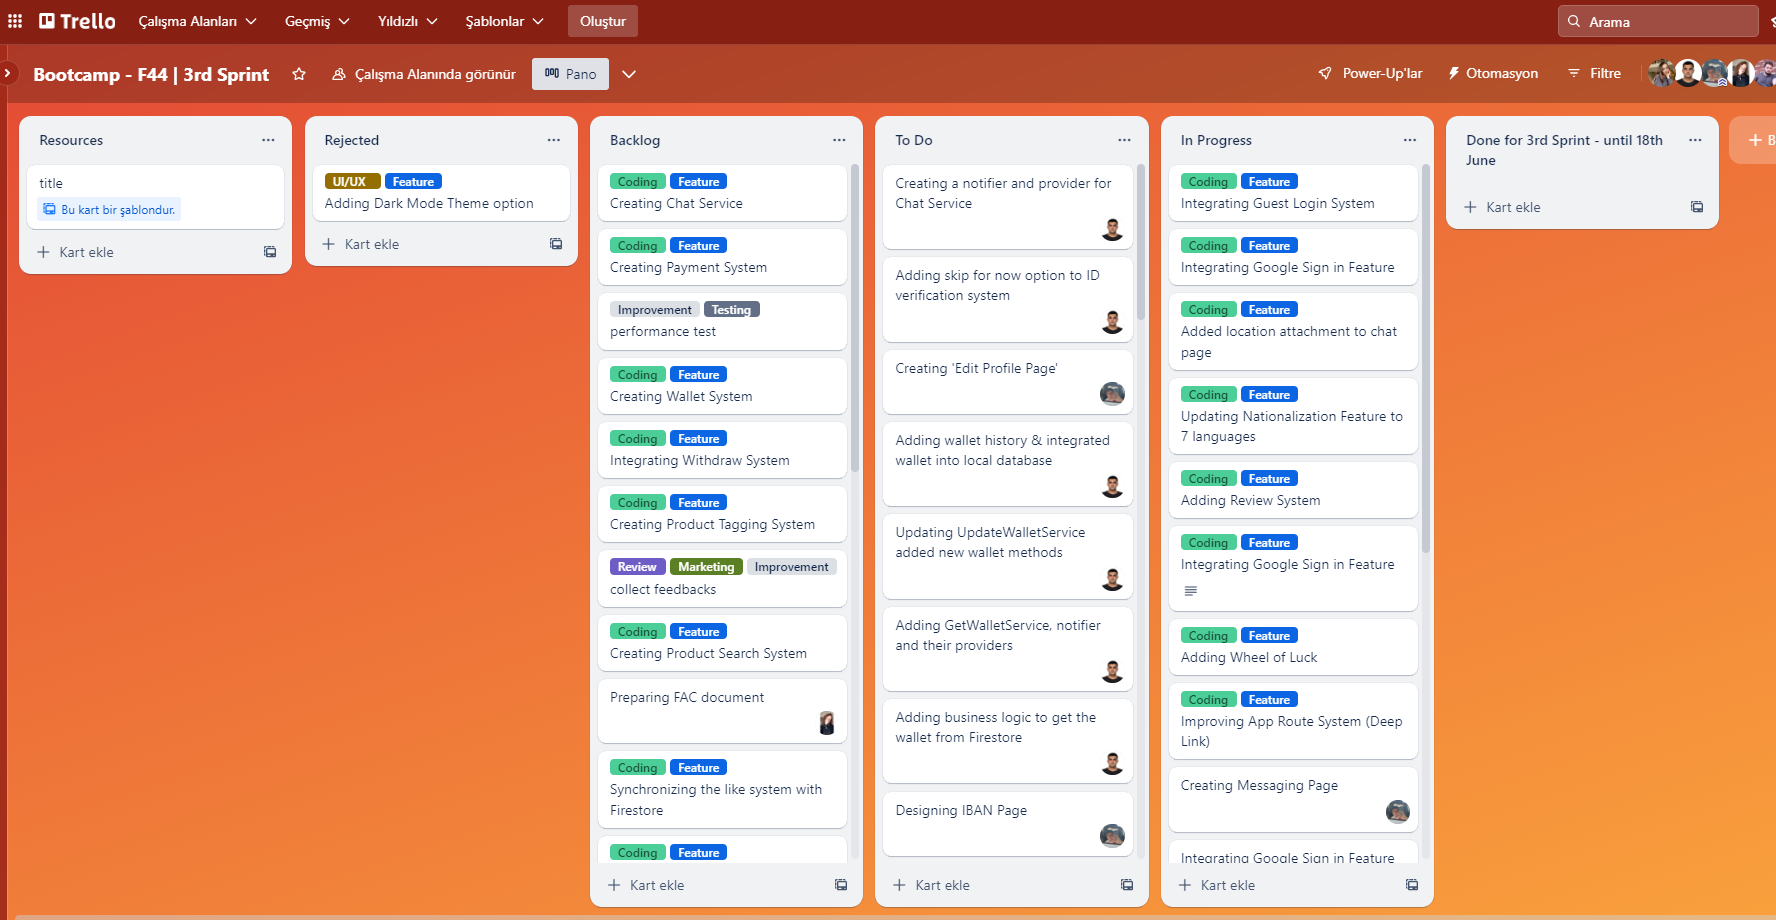 Trello
Çalışma Alanları
Geçmiş
Yıldızlı
Şablonlar
Oluştur
Arama
Bootcamp - F44 | 3rd Sprint
Çalışma Alanında görünür
Pano
Power-Up'lar
Otomasyon
Filtre
Resources
title
Bu kart bir şablondur.
Kart ekle
Rejected
UI/UX Feature
Adding Dark Mode Theme option
Kart ekle
Backlog
Coding Feature
Creating Chat Service
Coding Feature
Creating Payment System
Improvement Testing
performance test
Coding Feature
Creating Wallet System
Coding Feature
Integrating Withdraw System
Coding Feature
Creating Product Tagging System
Review Marketing Improvement
collect feedbacks
Coding Feature
Creating Product Search System
Preparing FAC document
Coding Feature
Synchronizing the like system with
Firestore
Coding Feature
Kart ekle
To Do
Creating a notifier and provider for
Chat Service
Adding skip for now option to ID
verification system
Creating 'Edit Profile Page'
Adding wallet history & integrated
wallet into local database
Updating UpdateWalletService
added new wallet methods
Adding GetWalletService, notifier
and their providers
Adding business logic to get the
wallet from Firestore
Designing IBAN Page
Kart ekle
In Progress
Coding Feature
Integrating Guest Login System
Coding Feature
Integrating Google Sign in Feature
Coding Feature
Added location attachment to chat
page
Coding Feature
Updating Nationalization Feature to
7 languages
Coding Feature
Adding Review System
Coding Feature
Integrating Google Sign in Feature
Coding Feature
Adding Wheel of Luck
Coding Feature
Improving App Route System (Deep
Link)
Creating Messaging Page
Integrating Google Sign in Feature
Kart ekle
Done for 3rd Sprint - until 18th
June
Kart ekle
B